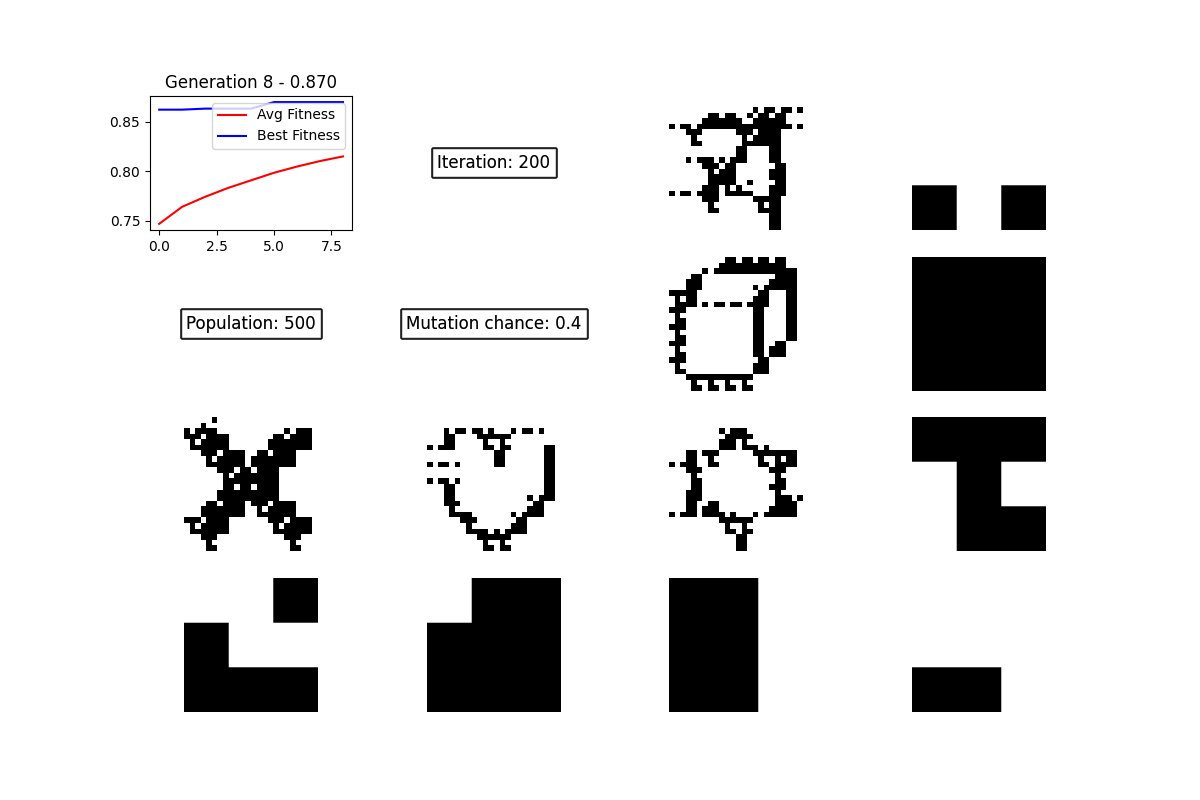 Generation 8 - 0.870
0.85
0.80
0.75
Avg Fitness
Best Fitness
0.0 2.5 5.0 7.5
Iteration: 200
Population: 500
Mutation chance: 0.4